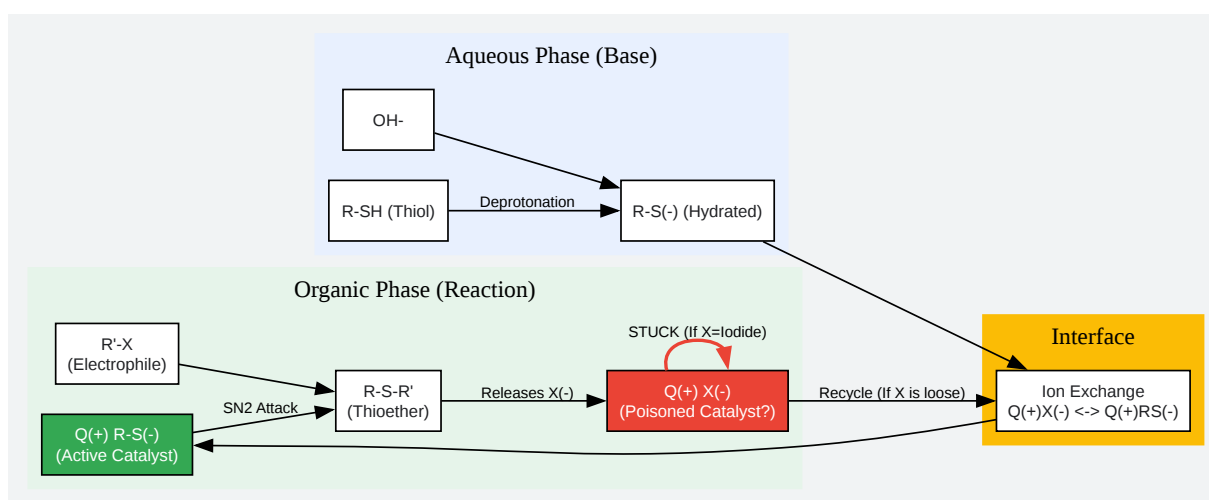 Aqueous Phase (Base)
OH-
R-SH (Thiol)
Deprotonation
R-S(-) (Hydrated)
Organic Phase (Reaction)
R'-X
(Electrophile)
SN2 Attack
Q(+) R-S(-)
(Active Catalyst)
R-S-R'
(Thioether)
Releases X(-)
STUCK (If X=Iodide)
Q(+) X(-)
(Poisoned Catalyst?)
Recycle (If X is loose)
Interface
Ion Exchange
Q(+)X(-) <-> Q(+)RS(-)